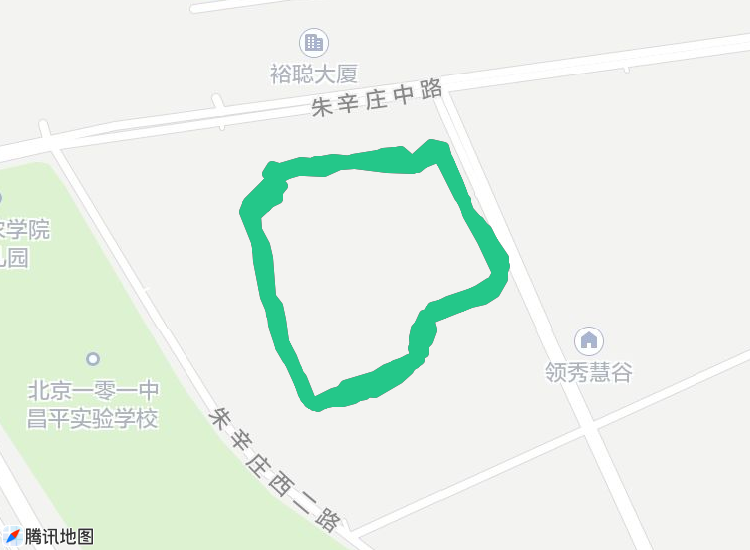 裕聪大厦
朱辛庄中路
农学院
儿园
领秀慧谷
北京一零一中
昌平实验学校
朱辛庄西二路
腾讯地图